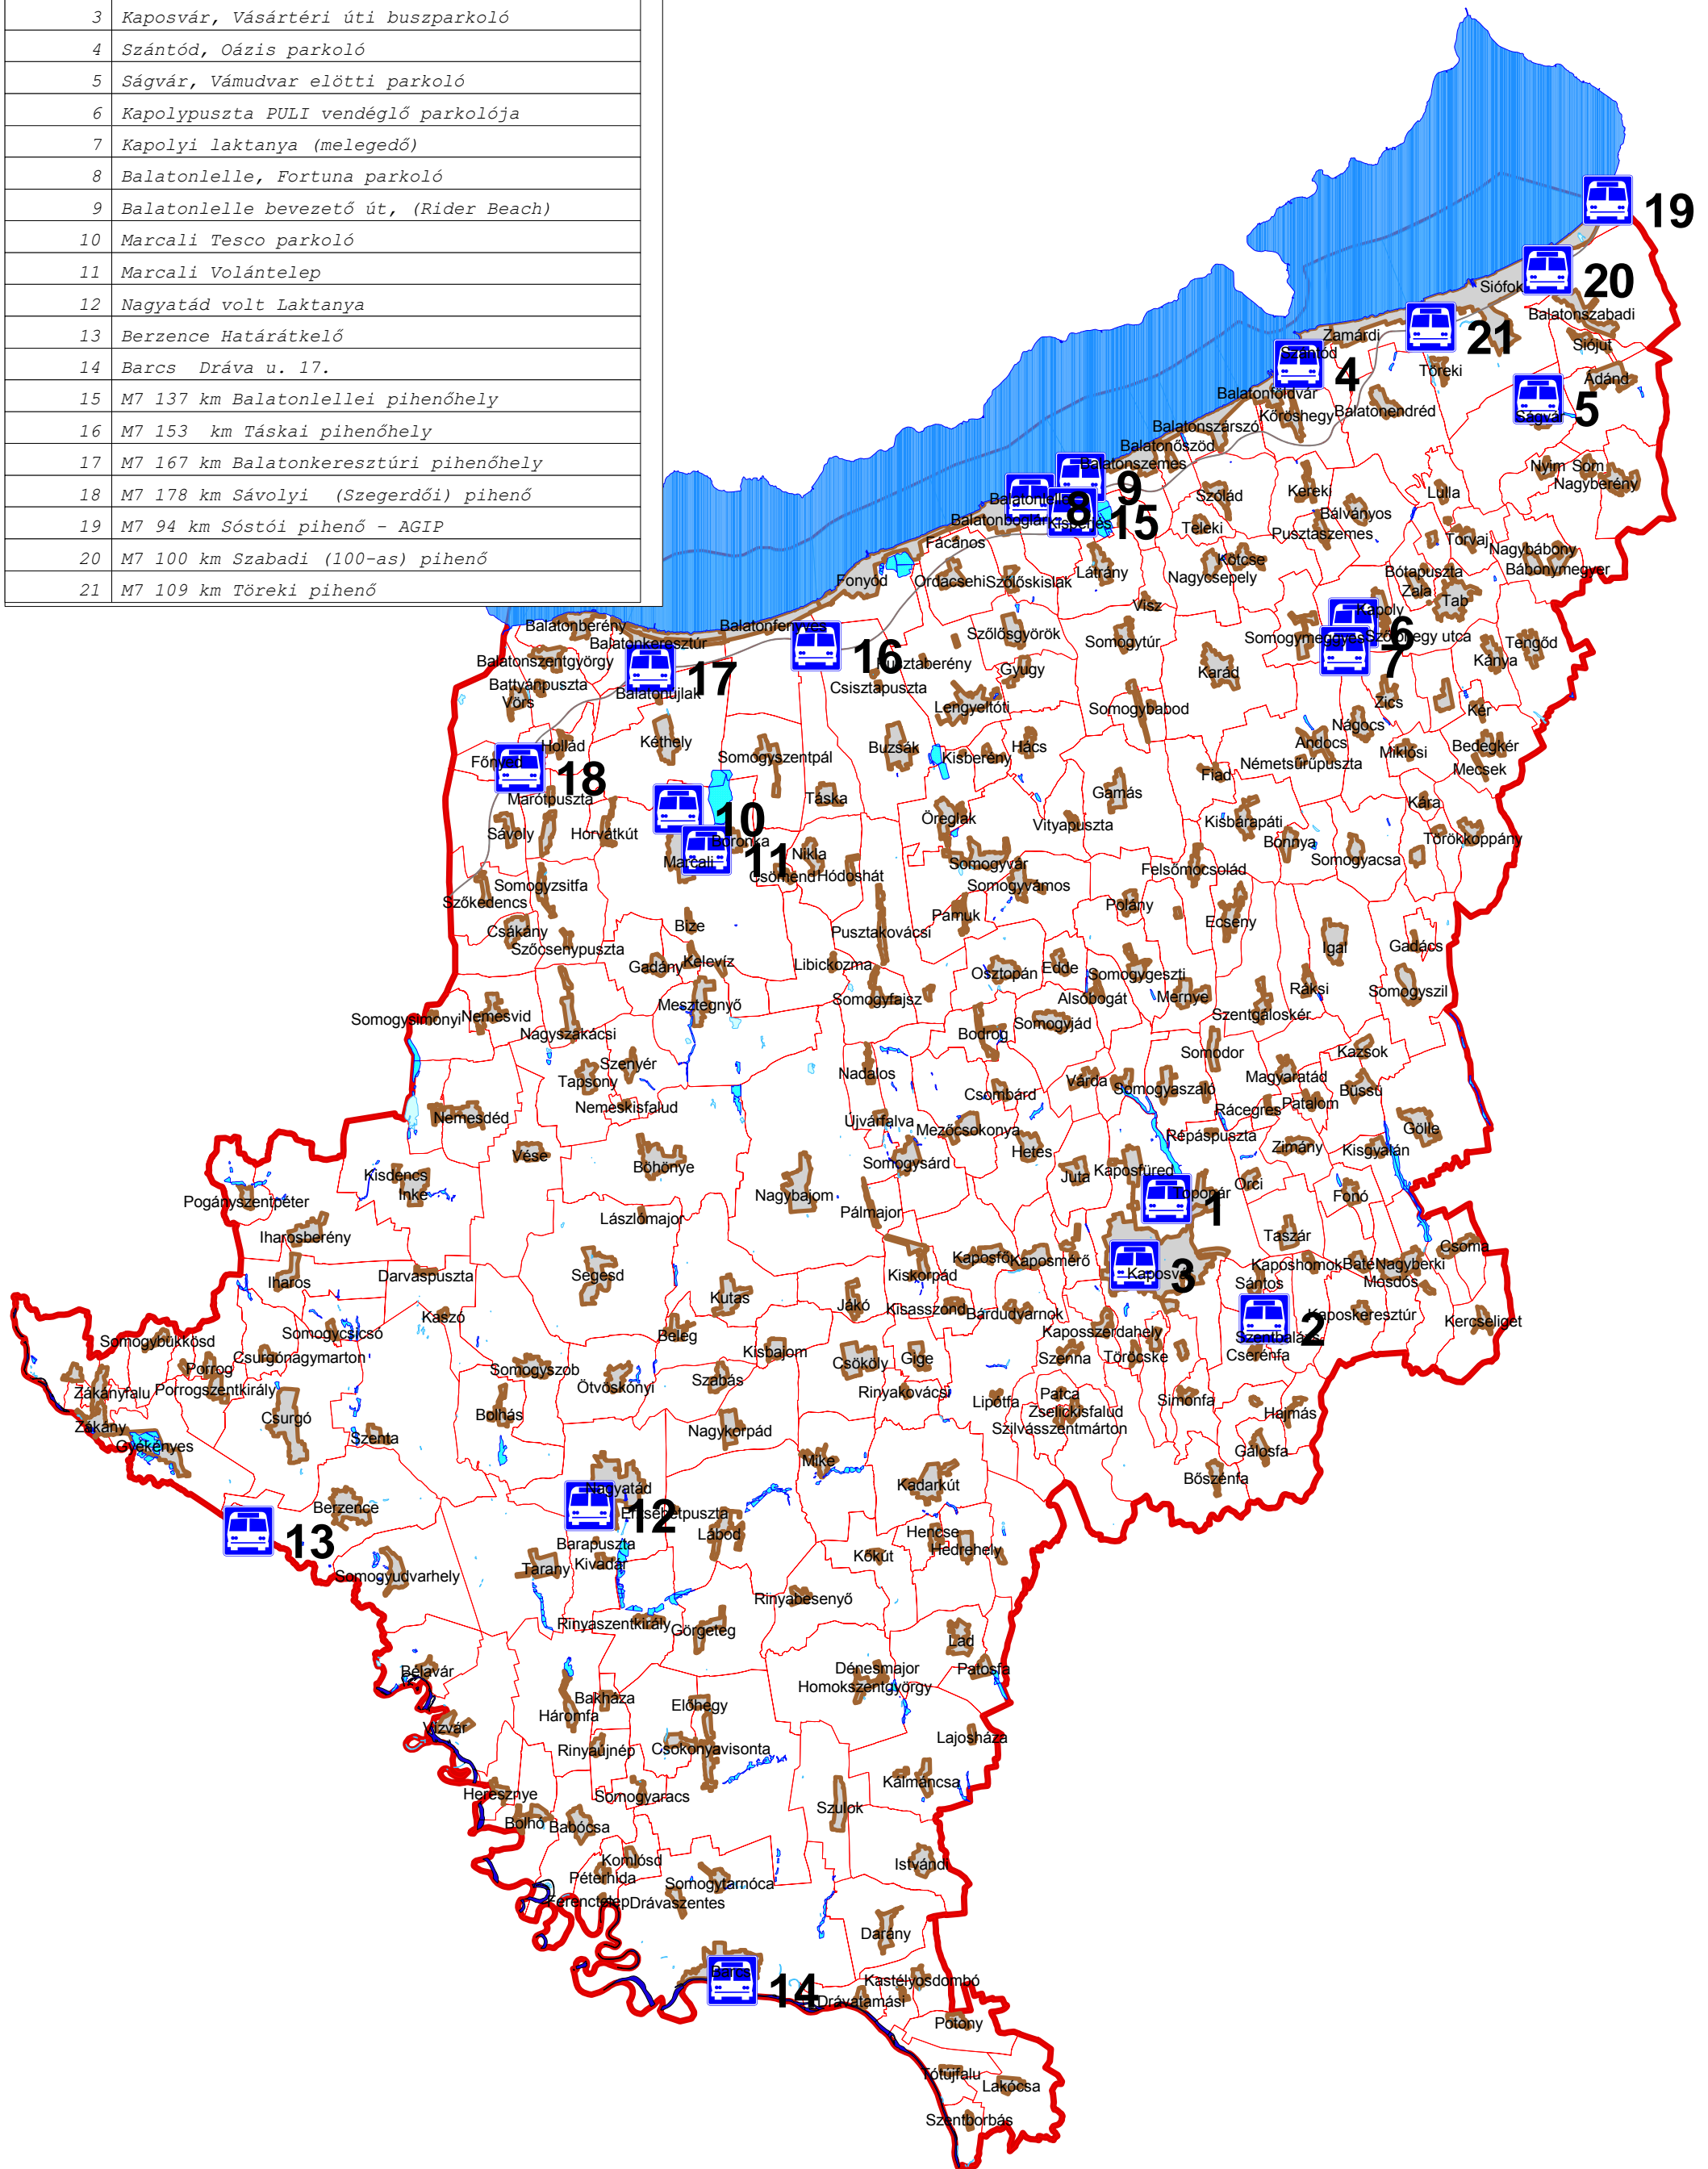 3 Kaposvár, Vásártéri úti buszparkoló
4 Szántód, Oázis parkoló
5 Ságvár, Vámudvar elötti parkoló
6 Kapolypuszta PULI vendéglő parkolója
7 Kapolyi laktanya (melegedő)
8 Balatonlelle, Fortuna parkoló
9 Balatonlelle bevezető út, (Rider Beach)
10 Marcali Tesco parkoló
11 Marcali Volántelep
12 Nagyatád volt Laktanya
13 Berzence Határátkelő
14 Barcs Dráva u. 17.
15 M7 137 km Balatonlellei pihenőhely
16 M7 153 km Táskai pihenőhely
17 M7 167 km Balatonkeresztúri pihenőhely
18 M7 178 km Sávolyi (Szegerdői) pihenő
19 M7 94 km Sóstói pihenő - AGIP
20 M7 100 km Szabadi (100-as) pihenő
21 M7 109 km Töreki pihenő
19
Siófok 20
Balatonszabadi
Zamárdi 21
Siójut
Szántód 4
Töreki
Ádánd
Balatonföldvár
Kőröshegy Balatonendréd
5
Balatonszárszó
Balatonőszöd
Balatonszemes
9
Nyim Som
Nagyberény
Szólád Kereki Lulla
8 15
Balatonboglár
Bálványos
Teleki Pusztaszemes
Fácános
Torvaj Nagybábony
Kötcse
Bábonymegyer
Fonyód Ordacsehi Szőlőskislak Látrány Nagycsepely
Bótapuszta
Zala Tab
Visz
Kapoly
Balatonberény Balatonfenyves
Balatonkeresztúr
Szőlősgyörök Somogytúr Somogymeggyes 6 Szőlőhegy utca
Tengőd
16
7
Balatonszentgyörgy
17
Pusztaberény Gyugy
Karád
Kánya
Battyánpuszta
Balatonújlak
Csisztapuszta
Vörs
Lengyeltóti
Somogybabod
Zics
Kér
Nágocs
Hollád Kéthely
Somogyszentpál
Buzsák
Kisberény Hács
Andocs Miklósi Bedegkér
Főnyed 18
Németsűrűpuszta
Mecsek
Fiad
Marótpuszta
Táska
Gamás
Kára
10
Öreglak
Vityapuszta
Kisbárapáti
Sávoly Horvátkút
Boronka
Bonnya
Törökkoppány
Marcali 11 Nikla
Somogyvár
Somogyacsa
Csömend Hódoshát
Felsőmocsolád
Somogyzsitfa
Somogyvámos
Szőkedencs
Polány
Csákány
Bize
Pusztakovácsi
Pamuk
Ecseny
Szőcsénypuszta
Igal Gadács
Gadány Kelevíz
Libickozma
Osztopán Edde Somogygeszti
Mesztegnyő
Somogyfajsz
Alsóbogát Mernye
Ráksi Somogyszil
Somogysimonyi Nemesvid
Nagyszakácsi
Bodrog Somogyjád
Szentgáloskér
Szenyér
Somodor Kazsok
Tapsony
Nadalos
Várda
Magyaratád
Nemeskisfalud
Csombárd
Somogyaszaló
Patalom Büssü
Nemesdéd
Újvárfalva
Mezőcsokonya
Rácegres
Gölle
Vése
Böhönye
Somogysárd
Hetes
Répáspuszta
Zimány Kisgyalán
Kisdencs
Inke
Nagybajom
Juta Kaposfüred
Orci
Fonó
Pogányszentpéter
Toponár 1
Lászlómajor
Pálmajor
Iharosberény
Taszár
Csoma
Iharos Darvaspuszta Segesd
Kiskorpád
Kaposfő Kaposmérő
Kaposvár 3
Kaposhomok Baté Nagyberki
Sántos
Mosdós
Kutas Jákó Kisasszond
Bárdudvarnok
Kaszó
Kaposkeresztúr Kercseliget
Somogycsicsó
Beleg
Kaposszerdahely
2
Szentbalázs
Somogybükkösd
Csurgónagymarton
Kisbajom
Csököly Gige
Szenna Töröcske Cserénfa
Porrog
Somogyszob
Zákányfalu Porrogszentkirály
Ötvöskónyi
Szabás
Rinyakovácsi Lipótfa
Patca
Zselickisfalud
Simonfa
Hajmás
Zákány
Csurgó
Bolhás
Nagykorpád
Szilvásszentmárton
Gyékényes
Szenta
Gálosfa
Mike
Kadarkút
Bőszénfa
Berzence
Nagyatád
12
Erzsébetpuszta
13
Lábod
Hencse
Hedrehely
Barapuszta
Kőkút
Somogyudvarhely
Tarany Kivadár
Rinyabesenyő
Rinyaszentkirály Görgeteg
Lad
Bélavár
Dénesmajor
Patosfa
Homokszentgyörgy
Bakháza
Előhegy
Háromfa
Vízvár
Lajosháza
Rinyaújnép Csokonyavisonta
Heresznye
Somogyaracs
Kálmáncsa
Bolhó Babócsa
Szulok
Komlósd
Istvándi
Péterhida
Somogytarnóca
Ferenctelep Drávaszentes
Darány
Barcs 14
Kastélyosdombó
Drávatamási
Potony
Tótújfalu
Lakócsa
Szentborbás